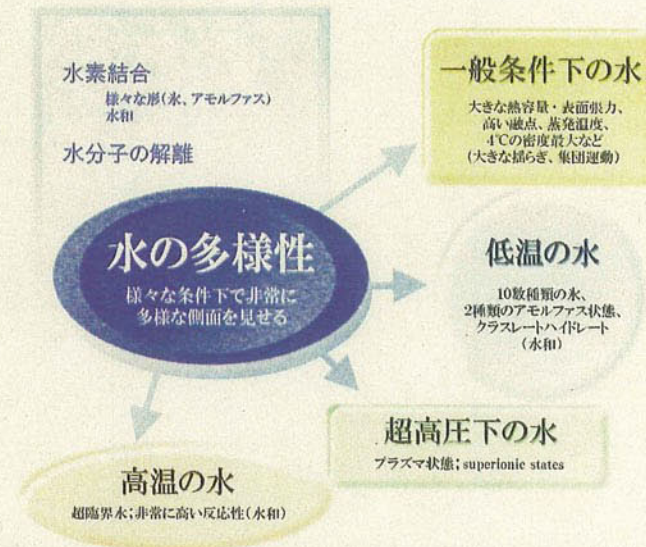 水素結合
様々な形(氷、アモルファス)
水和
水分子の解離
水の多様性
様々な条件下で非常に
多様な側面を見せる
一般条件下の水
大きな熱容量・表面張力、
高い融点、蒸発温度、
4℃の密度最大など
(大きな揺らぎ、集団運動)
低温の水
10数種類の氷、
2種類のアモルファス状態、
クラスレートハイドレート
(水和)
超高圧下の水
プラズマ状態;superionic states
高温の水
超臨界水;非常に高い反応性(水和)